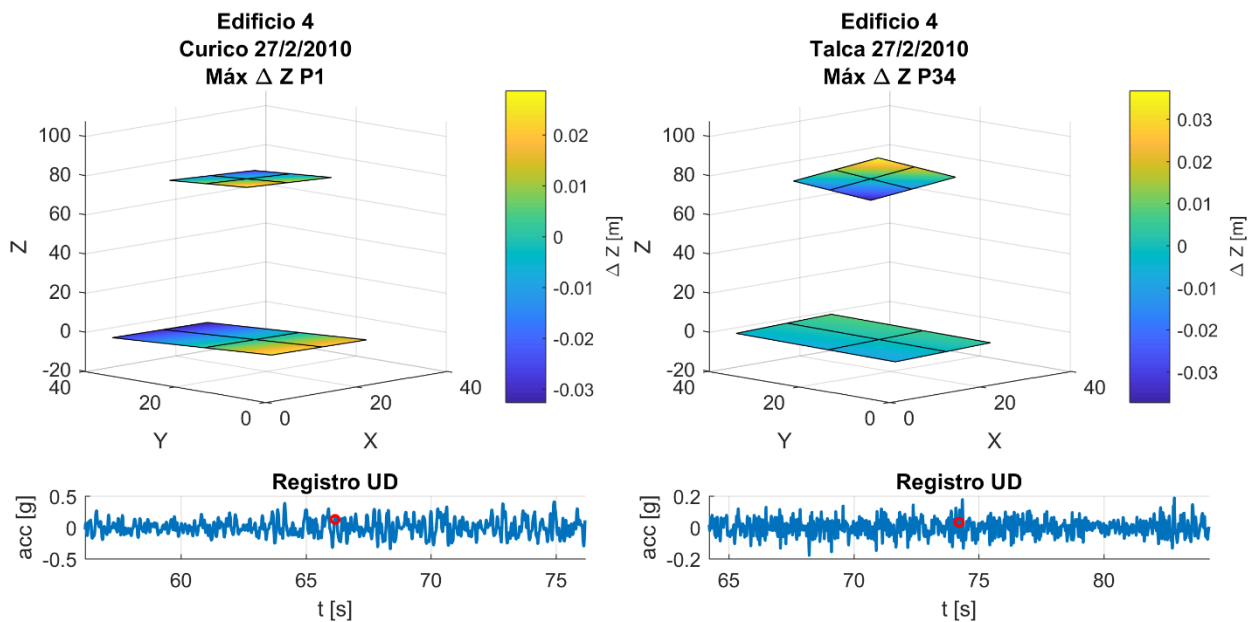 Edificio 4
Curico 27/2/2010
Máx Δ Z P1
100
80
60
40
20
0
-20
Z
40
20
0
Y
0
20
40
X
0.02
0.01
0
-0.01
-0.02
-0.03
Δ Z [m]
Edificio 4
Talca 27/2/2010
Máx Δ Z P34
100
80
60
40
20
0
-20
Z
40
20
0
Y
0
20
40
X
0.03
0.02
0.01
0
-0.01
-0.02
-0.03
Δ Z [m]
Registro UD
0.5
0
-0.5
acc [g]
60
65
70
75
t [s]
Registro UD
0.2
0
-0.2
acc [g]
65
70
75
80
t [s]